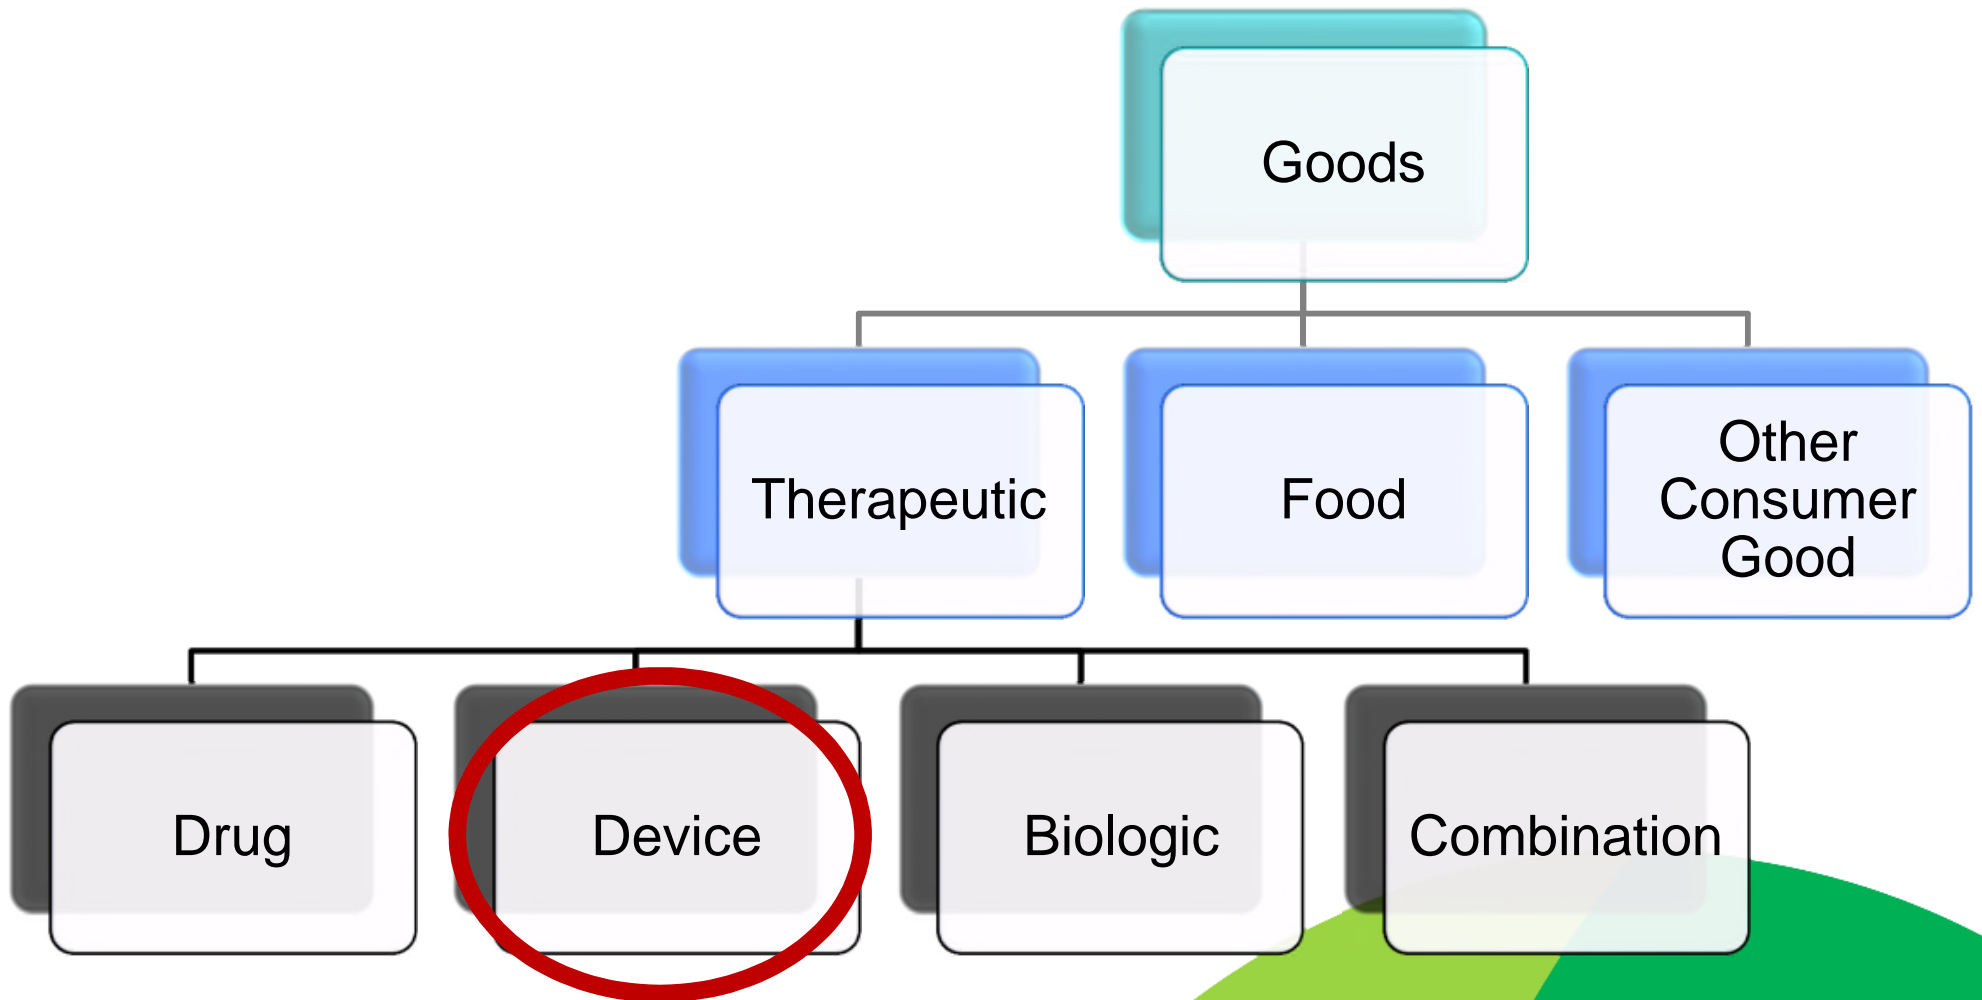 Goods
Therapeutic
Food
Other
Consumer
Good
Drug
Device
Biologic
Combination